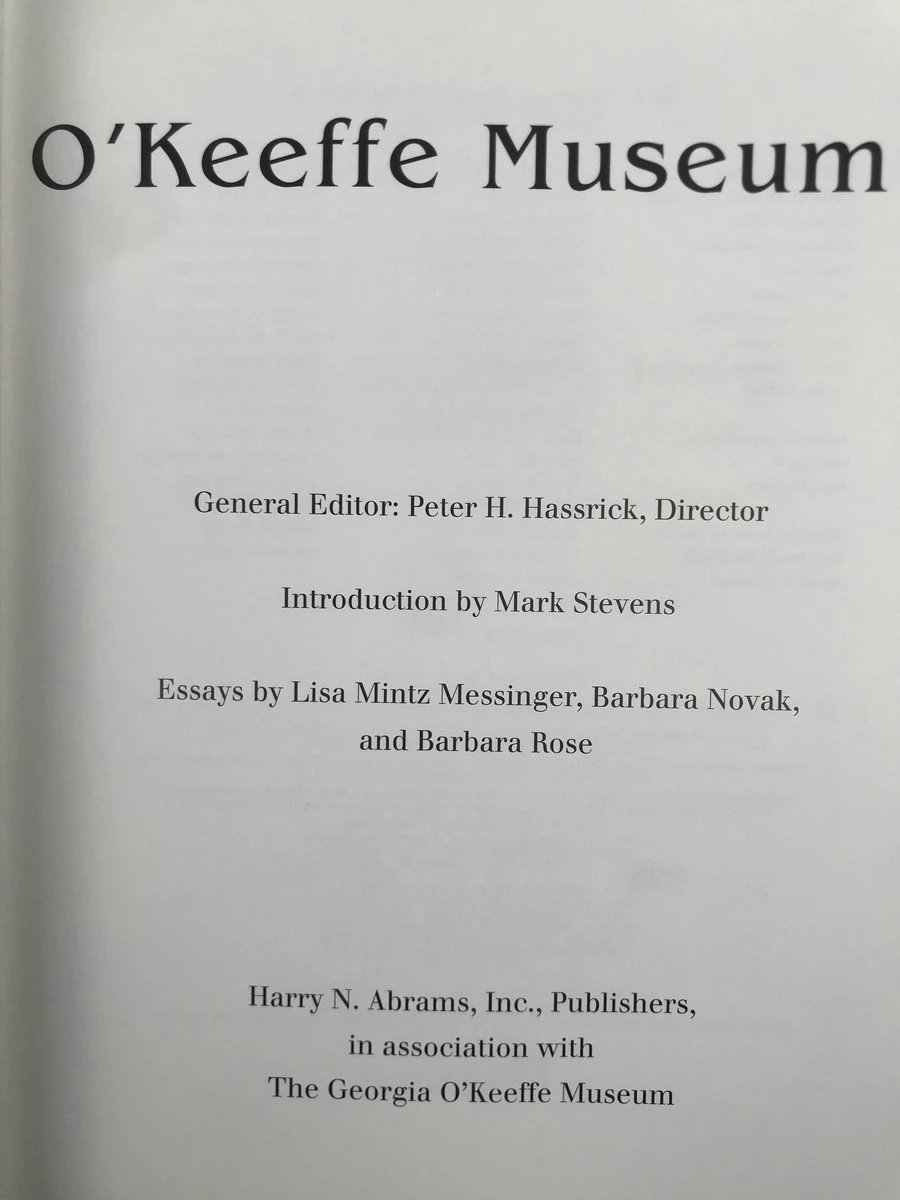 O'Keeffe Museum
General Editor: Peter H. Hassrick, Director
Introduction by Mark Stevens
Essays by Lisa Mintz Messinger, Barbara Novak,
and Barbara Rose
Harry N. Abrams, Inc., Publishers,
in association with
The Georgia O'Keeffe Museum